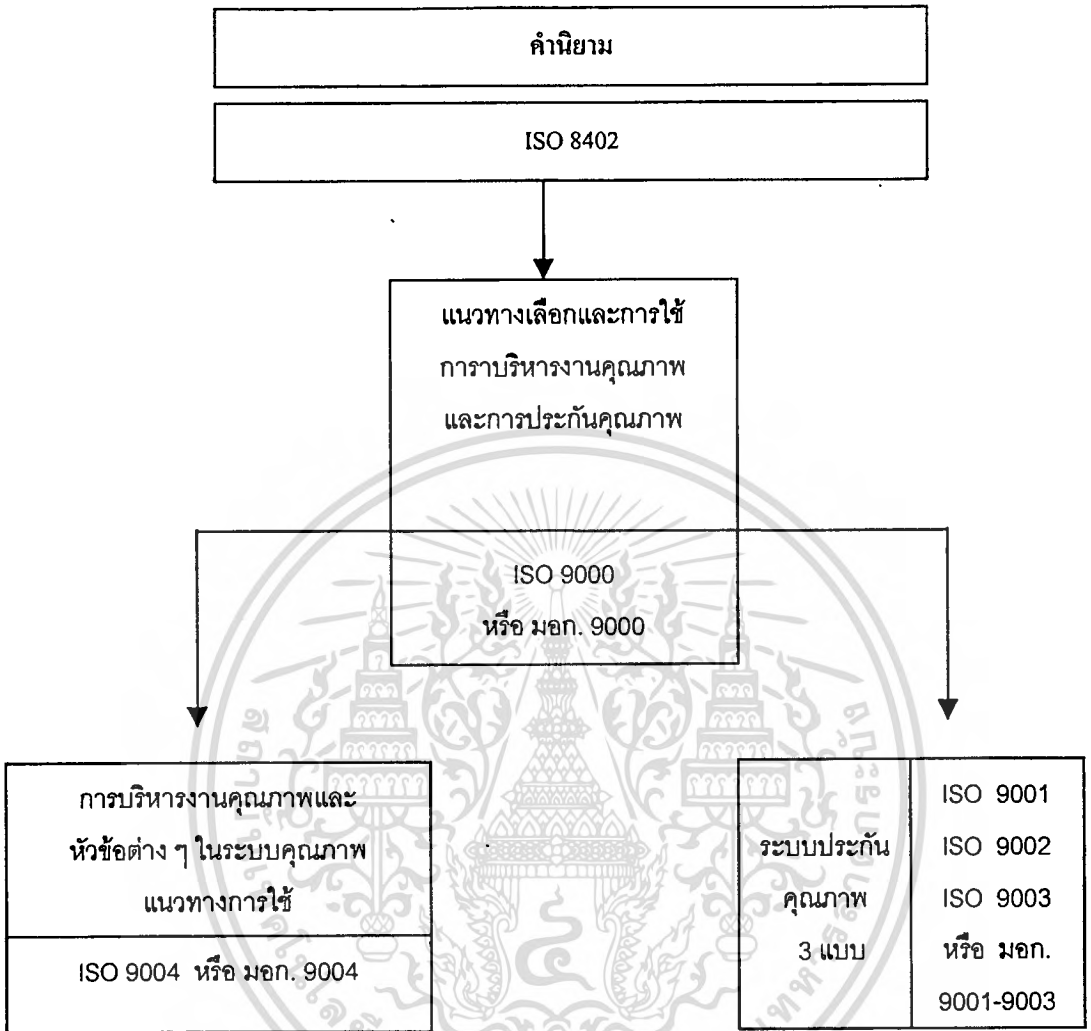 คำนิยาม
ISO 8402
แนวทางเลือกและการใช้
การาบริหารงานคุณภาพ
และการประกันคุณภาพ
ISO 9000
หรือ มอก. 9000
การบริหารงานคุณภาพและ
หัวข้อต่าง ๆ ในระบบคุณภาพ
แนวทางการใช้
ISO 9004 หรือ มอก. 9004
ระบบประกัน
คุณภาพ
3 แบบ
ISO 9001
ISO 9002
ISO 9003
หรือ มอก.
9001-9003